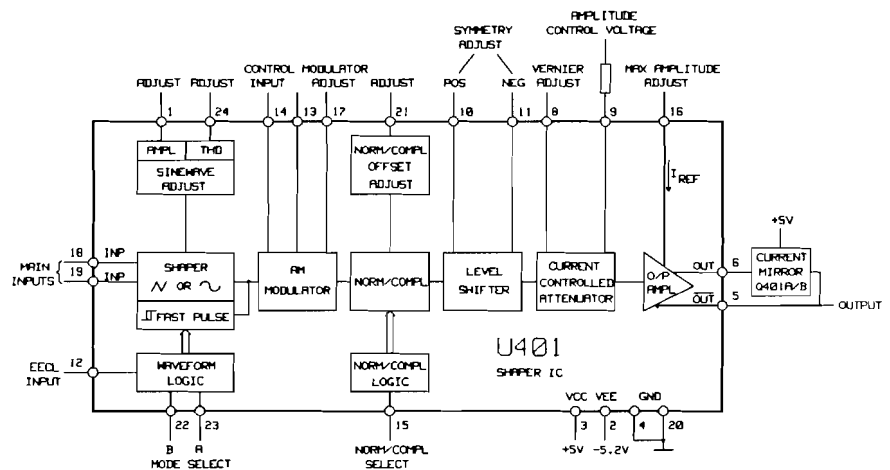 AMPLITUDE
CONTROL VOLTAGE
SYMMETRY
ADJUST
ADJUST ADJUST CONTROL INPUT MODULATOR ADJUST ADJUST POS NEG VERNIER ADJUST MAX AMPLITUDE ADJUST
1 24 14 13 17 21 10 11 8 9 16
AMPL THD
SINEWAVE
ADJUST
NORM/COMPL
OFFSET
ADJUST
IREF
+5V
18 INP
MAIN
INPUTS
19 INP
SHAPER
OR
FAST PULSE
AM
MODULATOR
NORM/COMPL
LEVEL
SHIFTER
CURRENT
CONTROLLED
ATTENUATOR
O/P
AMPL
OUT 6
OUT 5
CURRENT
MIRROR
Q401A/B
OUTPUT
EECL
INPUT
12
WAVEFORM
LOGIC
NORM/COMPL
LOGIC
U401
SHAPER IC
VCC VEE GND
22 23 15 3 2 4 20
B A
MODE SELECT
NORM/COMPL
SELECT
+5V -5.2V